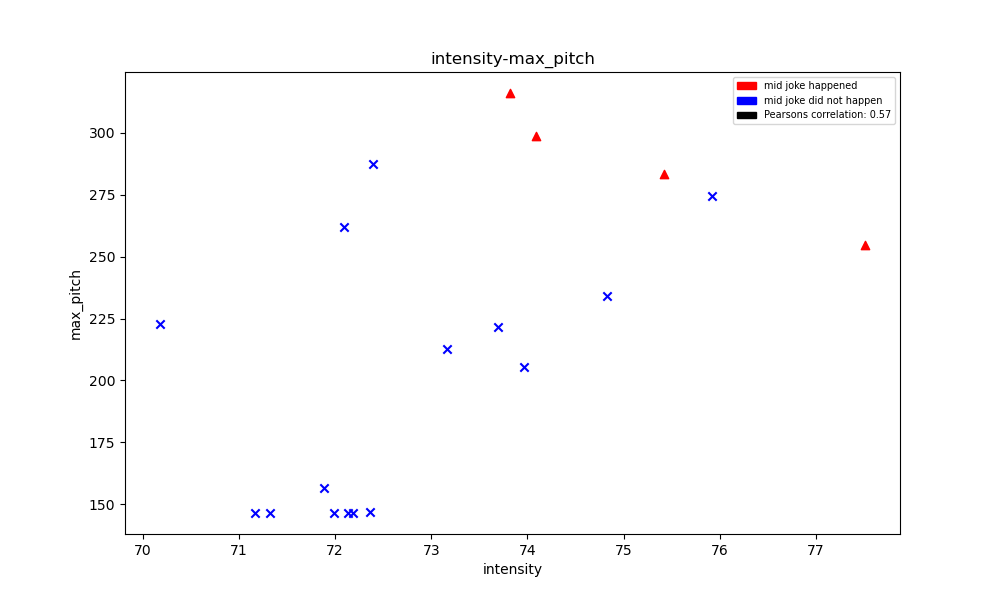 intensity-max_pitch
mid joke happened
mid joke did not happen
Pearsons correlation: 0.57
max_pitch
300
275
250
225
200
175
150
70 71 72 73 74 75 76 77
intensity